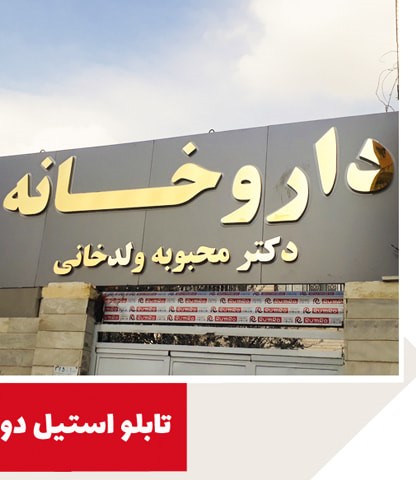 داروخانه
دکتر محبوبه ولدخانی
تابلو استیل دو